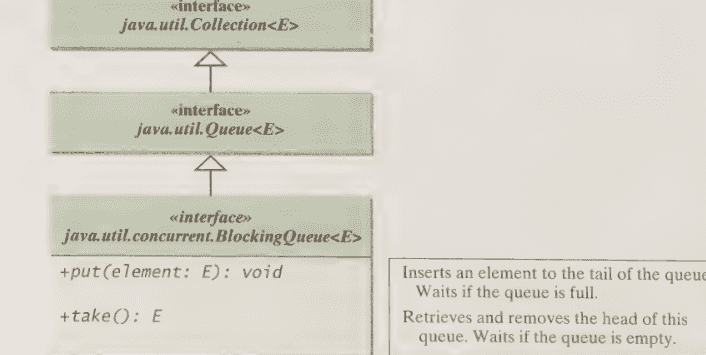 «interface»
java.util.Collection<E>
«interface»
java.util.Queue<E>
«interface»
java.util.concurrent.BlockingQueue<E>
+put(element: E): void
+take(): E
Inserts an element to the tail of the queue
Waits if the queue is full.
Retrieves and removes the head of this
queue. Waits if the queue is empty.